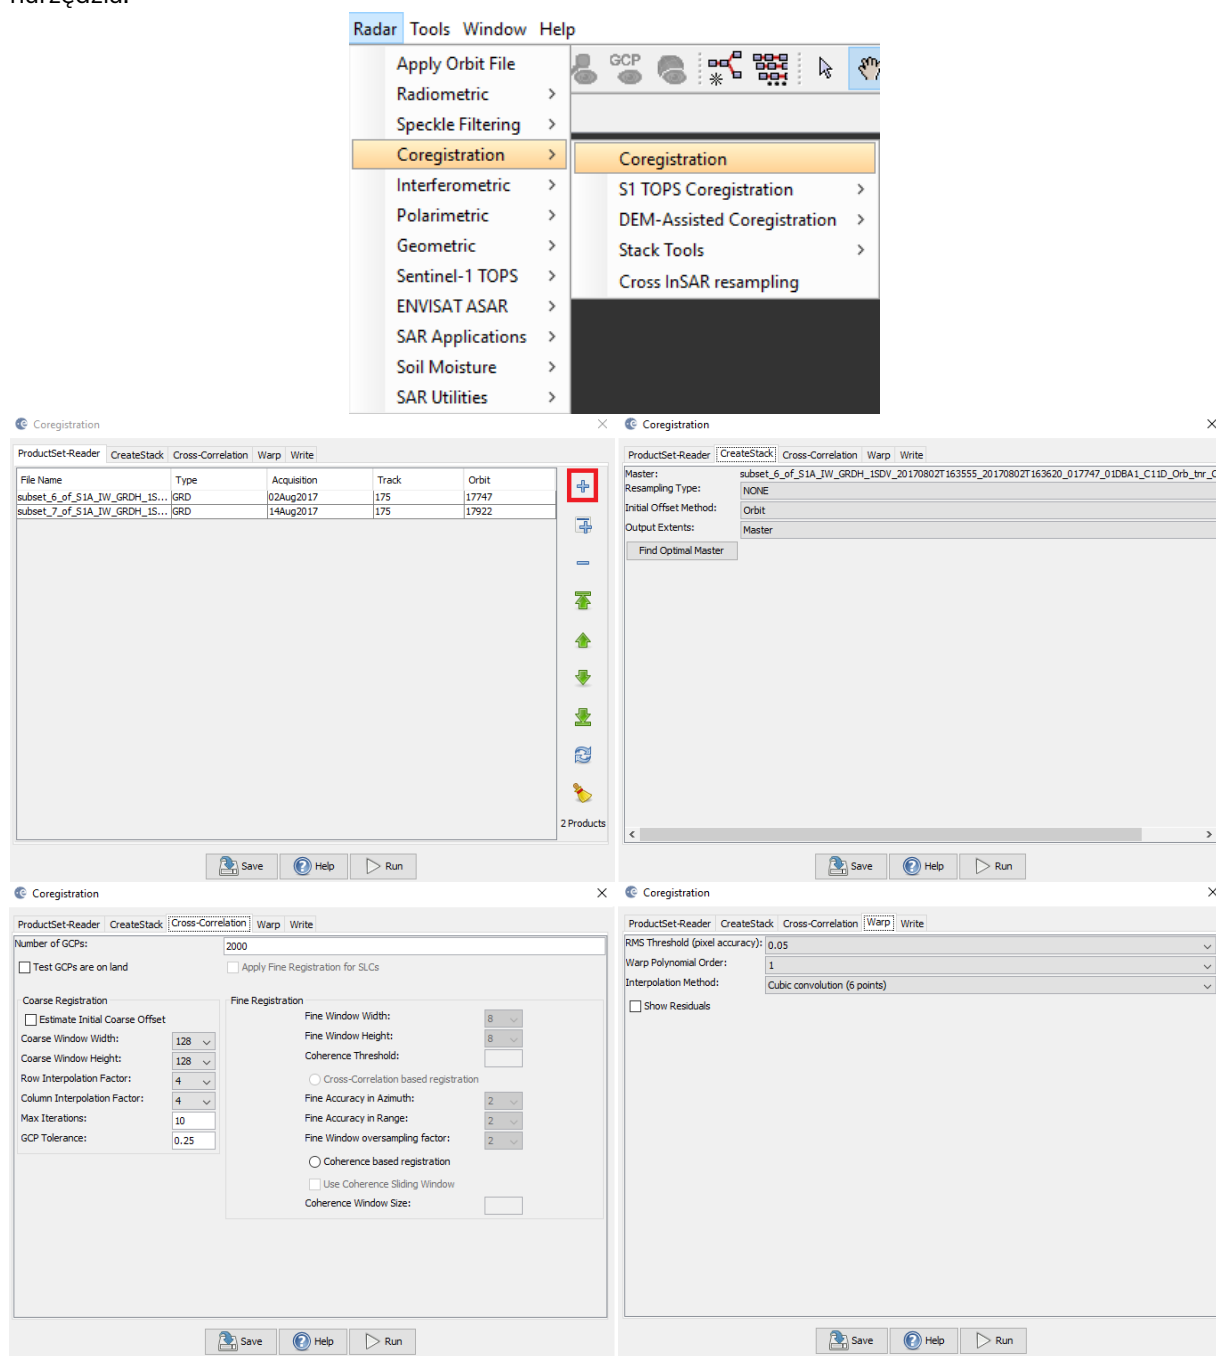 narzędzia.
Radar Tools Window Help
GCP
Apply Orbit File
Radiometric >
Speckle Filtering >
Coregistration >
Interferometric >
Polarimetric >
Geometric >
Sentinel-1 TOPS >
ENVISAT ASAR >
SAR Applications >
Soil Moisture >
SAR Utilities >
Coregistration
S1 TOPS Coregistration >
DEM-Assisted Coregistration >
Stack Tools >
Cross InSAR resampling
Coregistration
ProductSet-Reader CreateStack Cross-Correlation Warp Write
File Name Type Acquisition Track Orbit
subset_6_of_S1A_IW_GRDH_1S... GRD 02Aug2017 175 17747
subset_7_of_S1A_IW_GRDH_1S... GRD 14Aug2017 175 17922
2 Products
Save Help Run
Coregistration
ProductSet-Reader CreateStack Cross-Correlation Warp Write
Master: subset_6_of_S1A_IW_GRDH_1SDV_20170802T163555_20170802T163620_017747_01DBA1_C11D_Orb_tnr_C
Resampling Type: NONE
Initial Offset Method: Orbit
Output Extents: Master
Find Optimal Master
Save Help Run
Coregistration
ProductSet-Reader CreateStack Cross-Correlation Warp Write
Number of GCPs: 2000
Test GCPs are on land Apply Fine Registration for SLCs
Coarse Registration
Estimate Initial Coarse Offset
Coarse Window Width: 128
Coarse Window Height: 128
Row Interpolation Factor: 4
Column Interpolation Factor: 4
Max Iterations: 10
GCP Tolerance: 0.25
Fine Registration
Fine Window Width: 8
Fine Window Height: 8
Coherence Threshold:
Cross-Correlation based registration
Fine Accuracy in Azimuth: 2
Fine Accuracy in Range: 2
Fine Window oversampling factor: 2
Coherence based registration
Use Coherence Sliding Window
Coherence Window Size:
Save Help Run
Coregistration
ProductSet-Reader CreateStack Cross-Correlation Warp Write
RMS Threshold (pixel accuracy): 0.05
Warp Polynomial Order: 1
Interpolation Method: Cubic convolution (6 points)
Show Residuals
Save Help Run